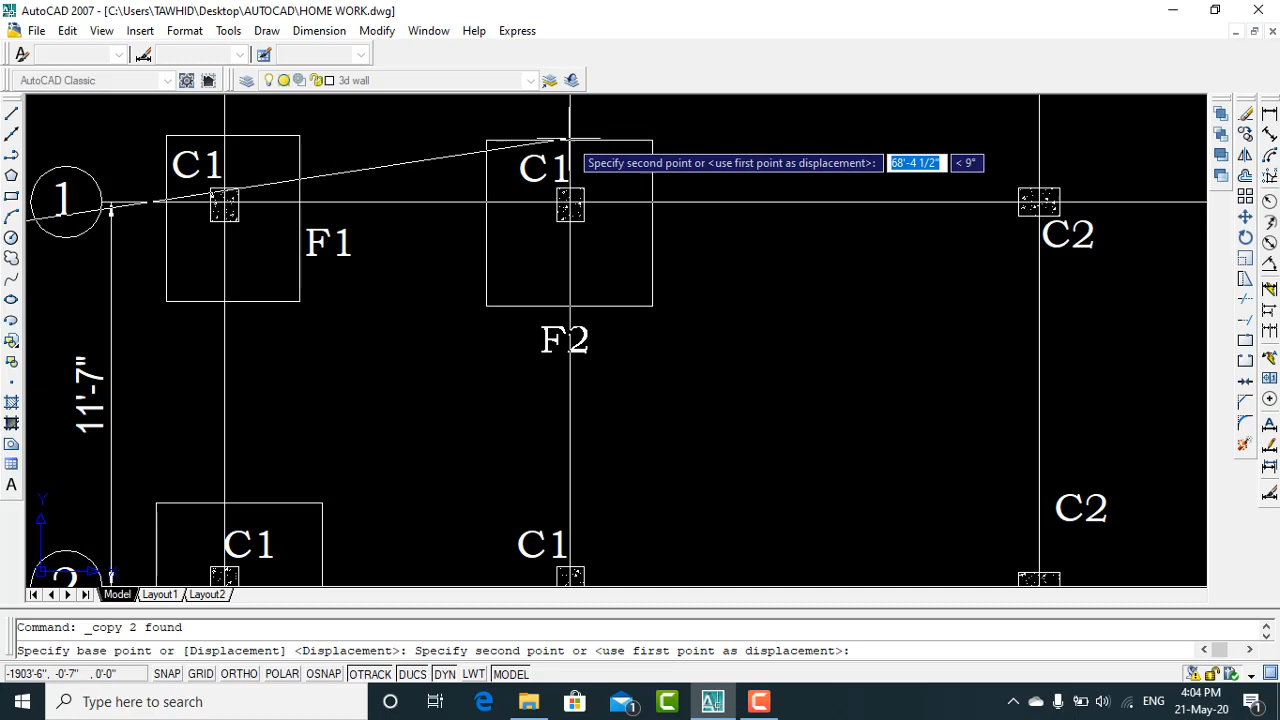 AutoCAD 2007 - [C:\Users\TAWHID\Desktop\AUTOCAD\HOME WORK.dwg]
File Edit View Insert Format Tools Draw Dimension Modify Window Help Express
AutoCAD Classic 3d wall
C1
C1
Specify second point or <use first point as displacement>: 68'-4 1/2" < 9°
1
F1
C2
F2
11'-7"
C2
C1
C1
2
Y
X
Model Layout1 Layout2
Command: _copy 2 found
Specify base point or [Displacement] <Displacement>: Specify second point or <use first point as displacement>:
-1903'-6", -0'-7" , 0'-0" SNAP GRID ORTHO POLAR OSNAP OTRACK DUCS DYN LWT MODEL
Type here to search
1
ENG
4:04 PM
21-May-20
1